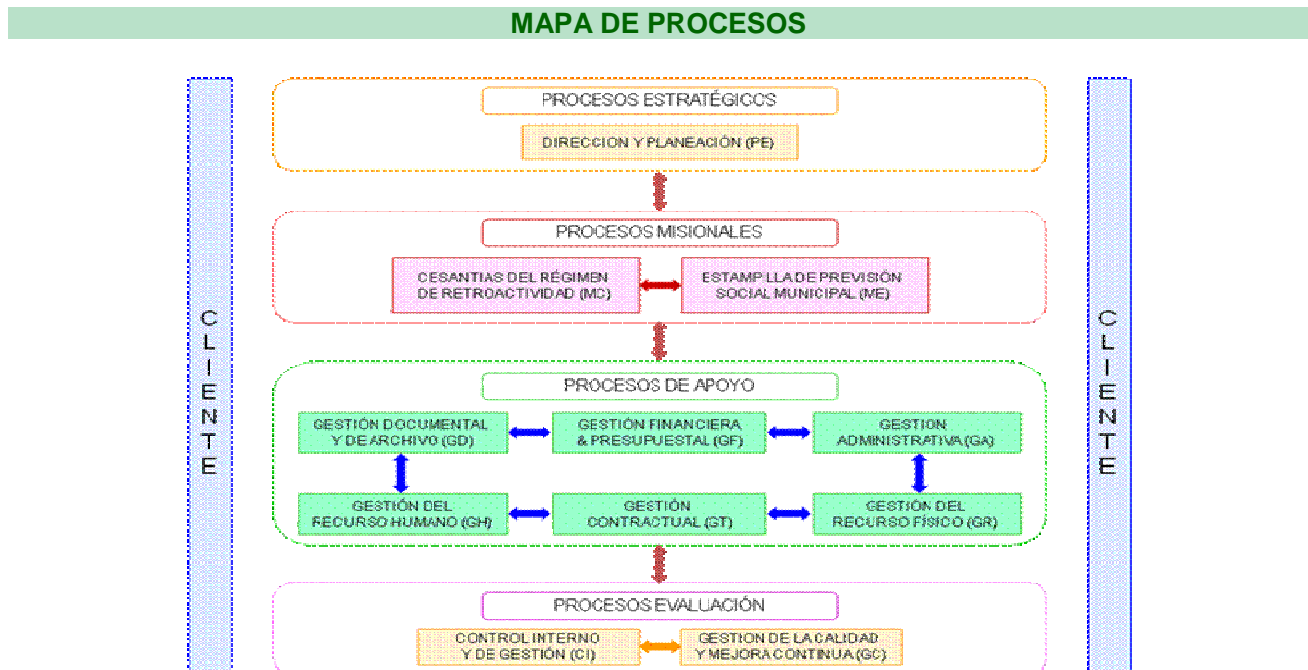 MAPA DE PROCESOS
CLIENTE
PROCESOS ESTRATÉGICOS
DIRECCION Y PLANEACIÓN (PE)
PROCESOS MISIONALES
CESANTIAS DEL RÉGIMEN
DE RETROACTIVIDAD (MC)
ESTAMPILLA DE PREVISIÓN
SOCIAL MUNICIPAL (ME)
PROCESOS DE APOYO
GESTIÓN DOCUMENTAL
Y DE ARCHIVO (GD)
GESTIÓN FINANCIERA
& PRESUPUESTAL (GF)
GESTION
ADMINISTRATIVA (GA)
GESTIÓN DEL
RECURSO HUMANO (GH)
GESTIÓN
CONTRACTUAL (GT)
GESTIÓN DEL
RECURSO FÍSICO (GR)
PROCESOS EVALUACIÓN
CONTROL INTERNO
Y DE GESTIÓN (CI)
GESTION DE LA CALIDAD
Y MEJORA CONTINUA (GC)
CLIENTE